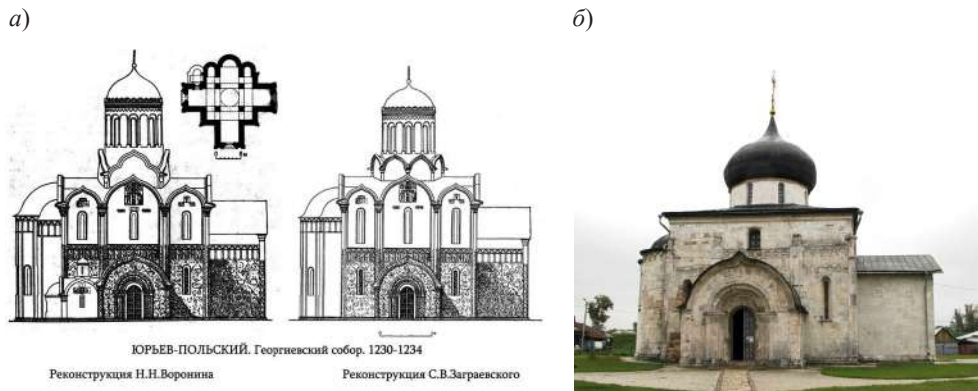 а)
б)
ЮРЬЕВ-ПОЛЬСКИЙ. Георгиевский собор. 1230-1234
Реконструкция Н.Н.Воронина
Реконструкция С.В.Заграевского